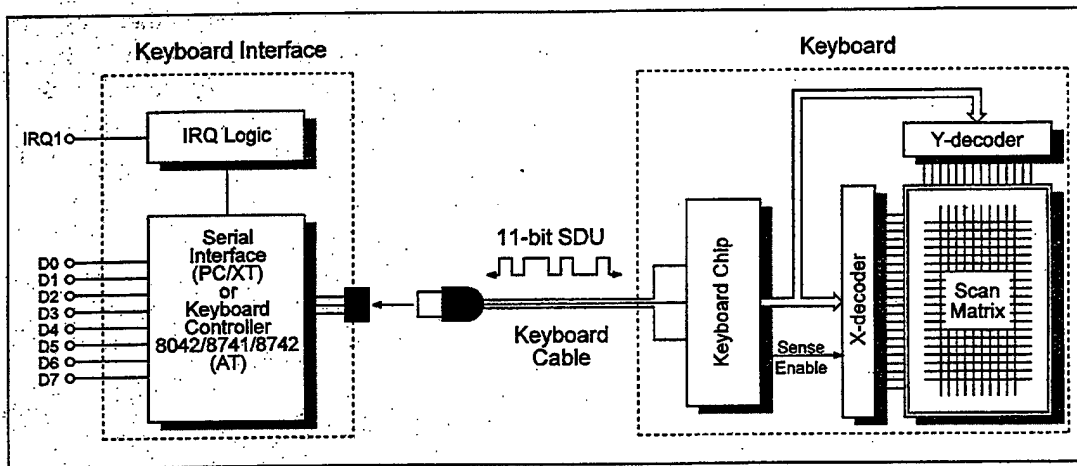 Keyboard Interface
Keyboard
IRQ1
IRQ Logic
Y-decoder
D0
D1
D2
D3
D4
D5
D6
D7
Serial
Interface
(PC/XT)
or
Keyboard
Controller
8042/8741/8742
(AT)
11-bit SDU
Keyboard
Cable
Keyboard Chip
Sense
Enable
X-decoder
Scan
Matrix